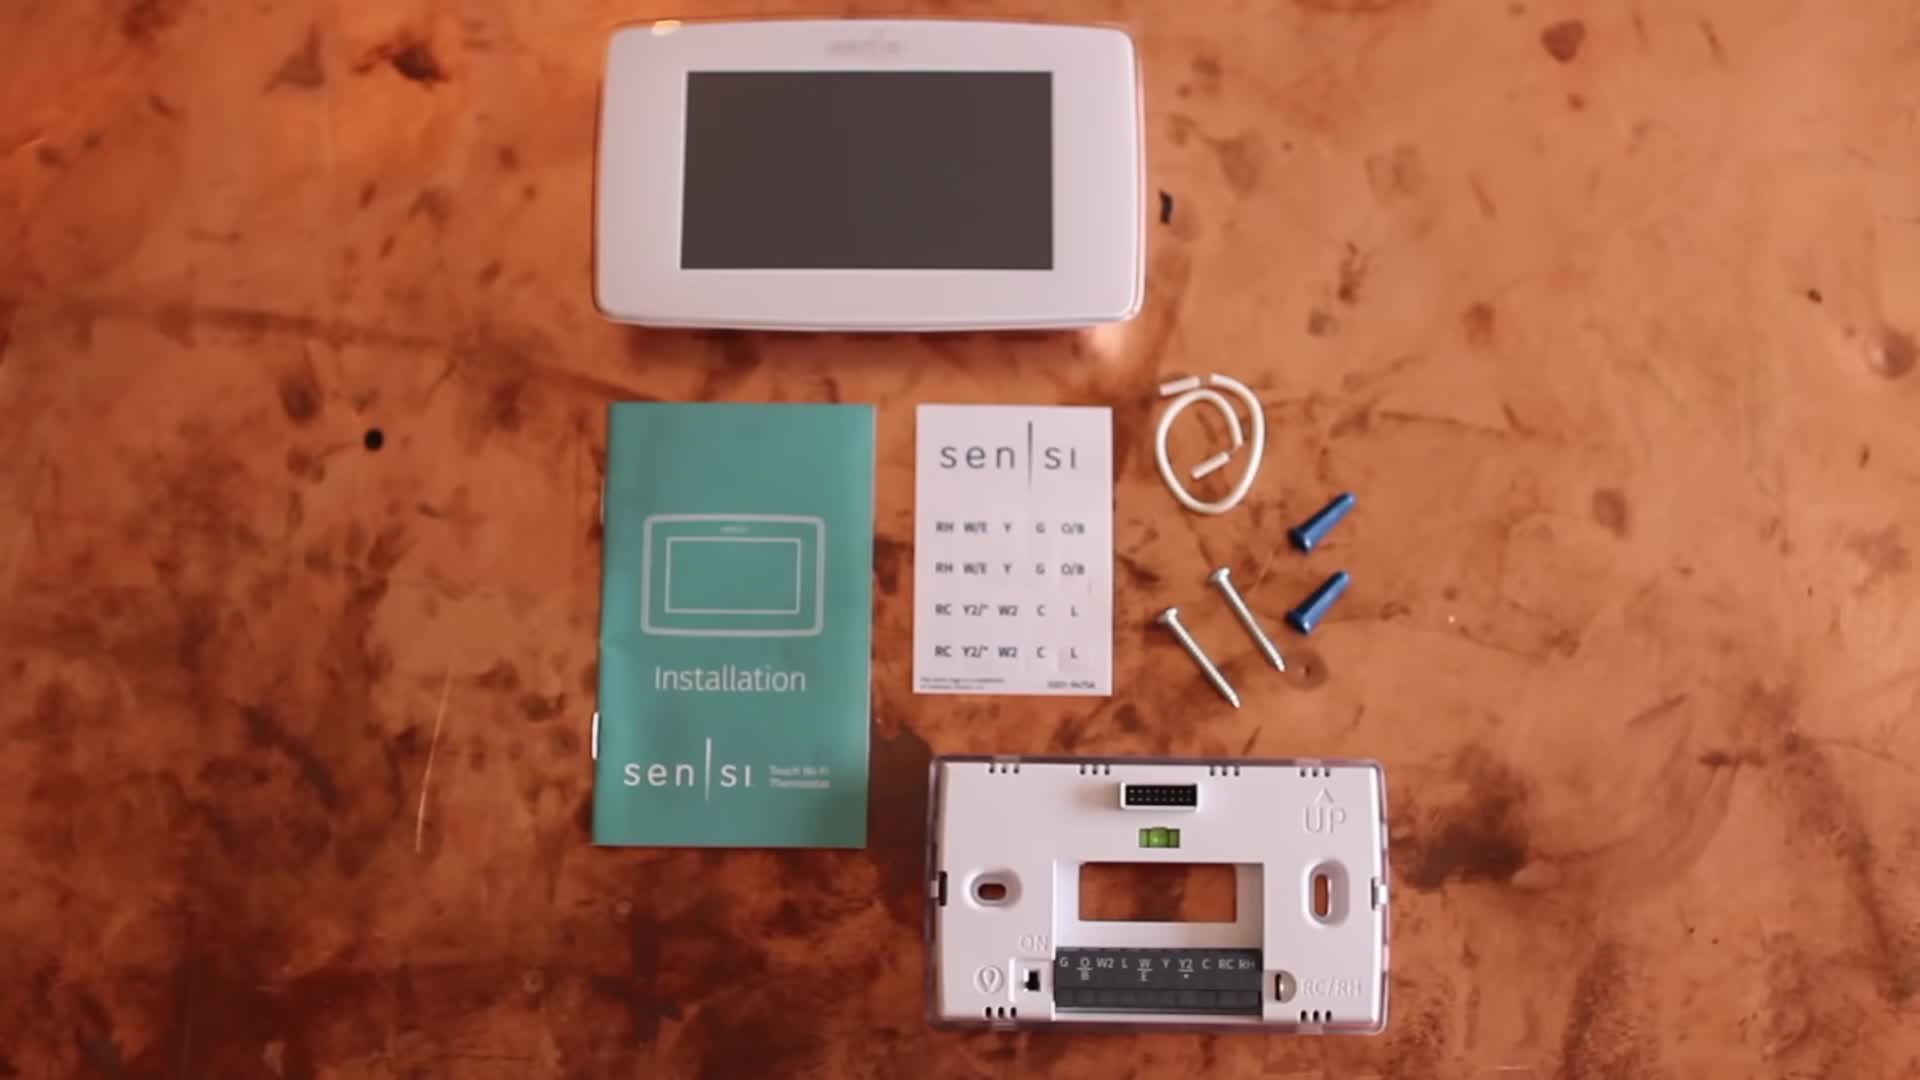 Installation
sen|si Touch Wi-Fi
Thermostat
sen|si
RH W/E Y G O/B
RH W/E Y G O/B
RC Y2/* W2 C L
RC Y2/* W2 C L
UP
ON
G O/B W2 L W/E Y Y2/* C RC RH
RC/RH